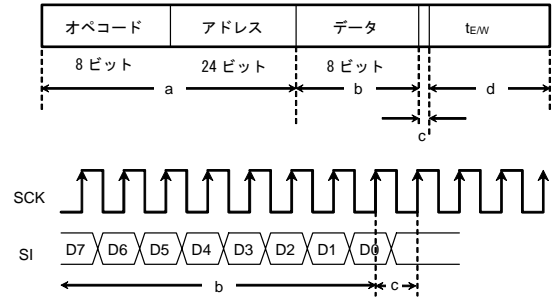 オペコード アドレス データ tE/W
8 ビット 24 ビット 8 ビット
a b d
c
SCK
SI D7 D6 D5 D4 D3 D2 D1 D0
b c